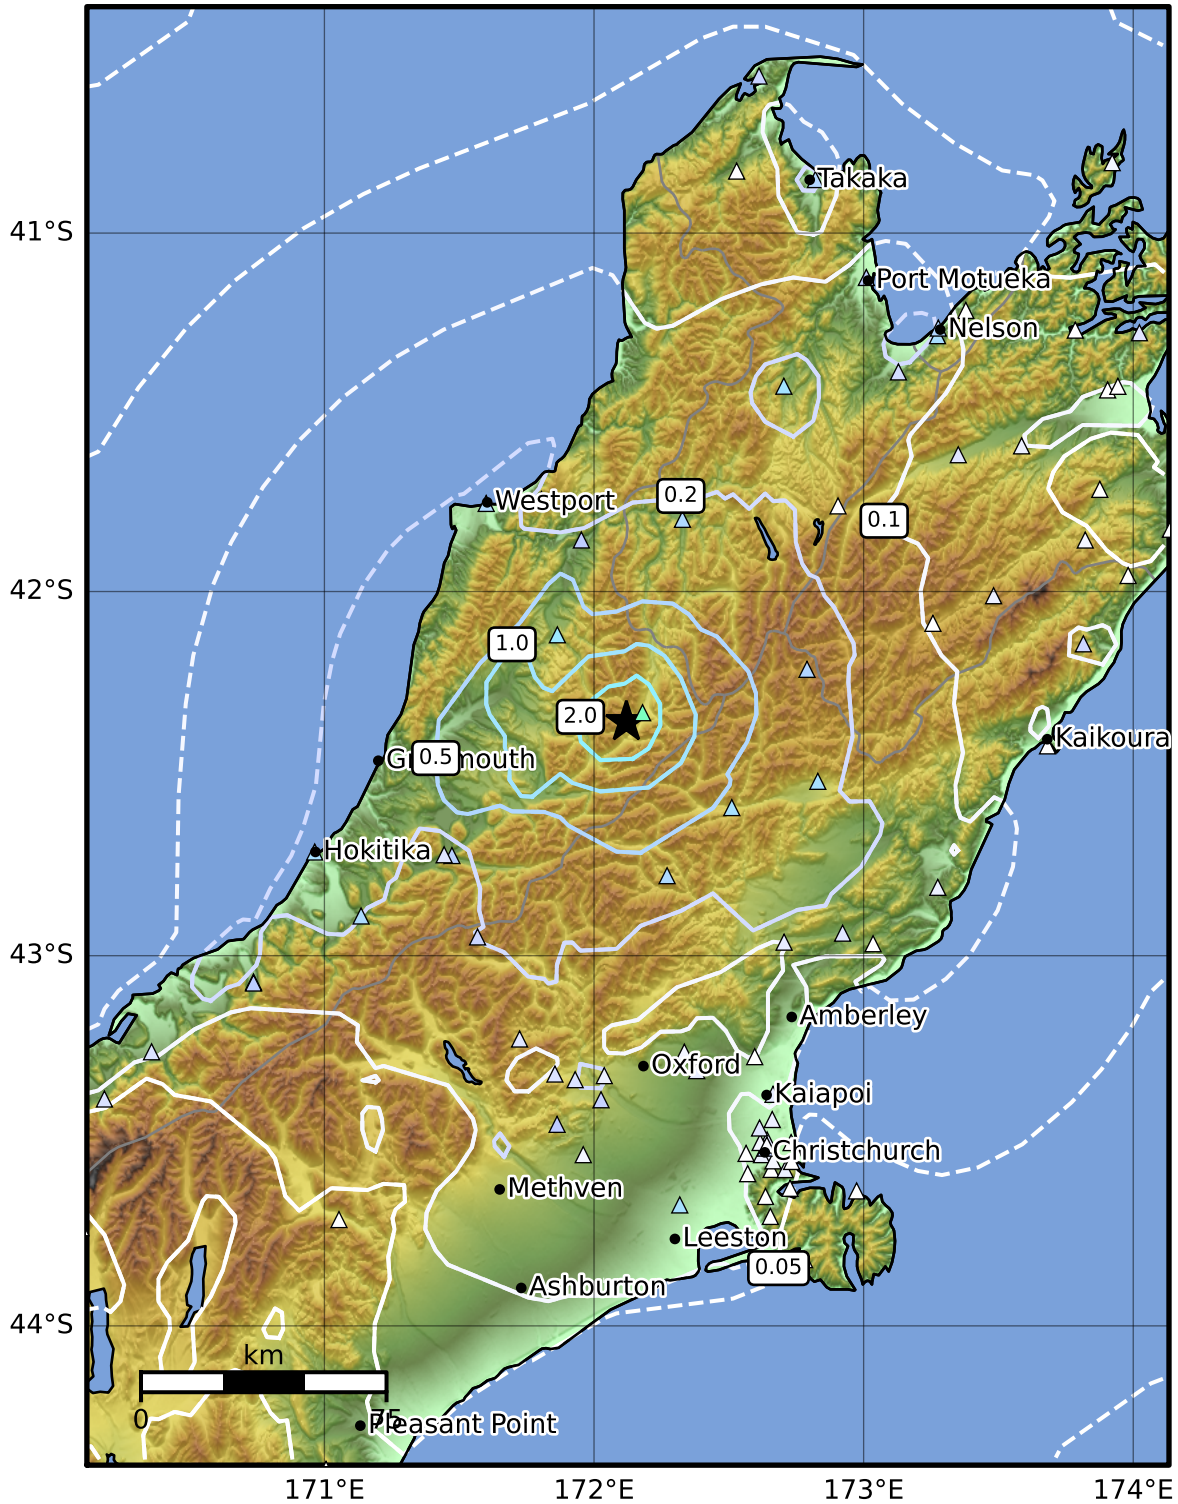 Takaka
41°S
Port Motueka
Nelson
0.2
Westport
0.1
42°S
1.0
2.0
Kaikoura
0.5
Hokitika
43°S
Amberley
Oxford
Kaiapoi
Christchurch
Methven
Leeston
0.05
Ashburton
44°S
km
0
75
Pleasant Point
171°E
172°E
173°E
174°E